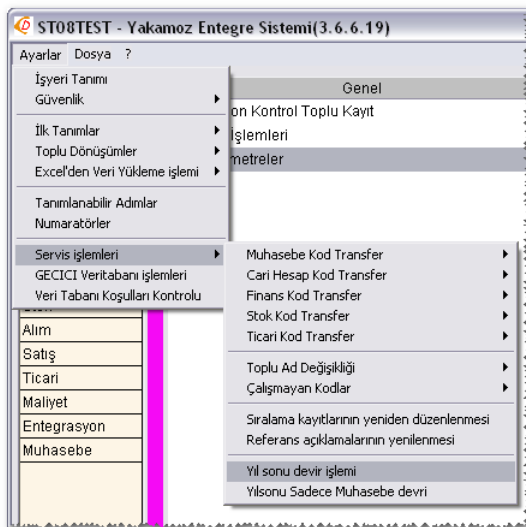 ST08TEST - Yakamoz Entegre Sistemi(3.6.6.19)
Ayarlar Dosya ?
İşyeri Tanımı
Güvenlik
İlk Tanımlar
Toplu Dönüşümler
Excel'den Veri Yükleme işlemi
Tanımlanabilir Adımlar
Numaratörler
Servis işlemleri
GECICI Veritabanı işlemleri
Veri Tabanı Koşulları Kontrolu
Genel
on Kontrol Toplu Kayıt
İşlemleri
metreler
Muhasebe Kod Transfer
Cari Hesap Kod Transfer
Finans Kod Transfer
Stok Kod Transfer
Ticari Kod Transfer
Toplu Ad Değişikliği
Çalışmayan Kodlar
Sıralama kayıtlarının yeniden düzenlenmesi
Referans açıklamalarının yenilenmesi
Yıl sonu devir işlemi
Yılsonu Sadece Muhasebe devri
Alım
Satış
Ticari
Maliyet
Entegrasyon
Muhasebe